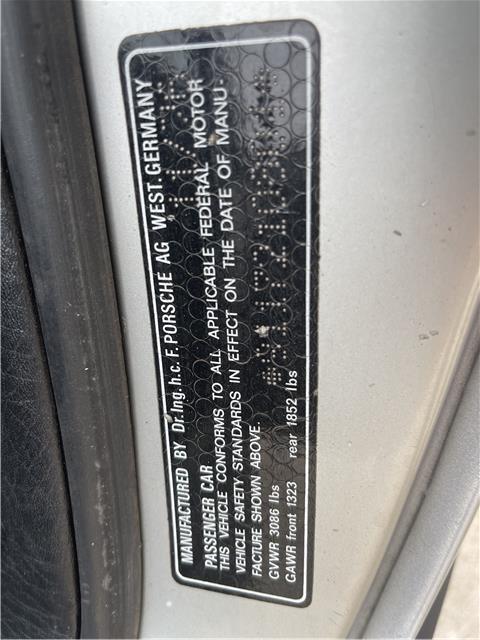 MANUFACTURED BY Dr.Ing.h.c. F. PORSCHE AG WEST. GERMANY
PASSENGER CAR
THIS VEHICLE CONFORMS TO ALL APPLICABLE FEDERAL MOTOR
VEHICLE SAFETY STANDARDS IN EFFECT ON THE DATE OF MANU-
FACTURE SHOWN ABOVE.
GVWR 3086 lbs
GAWR front 1323 rear 1852 lbs